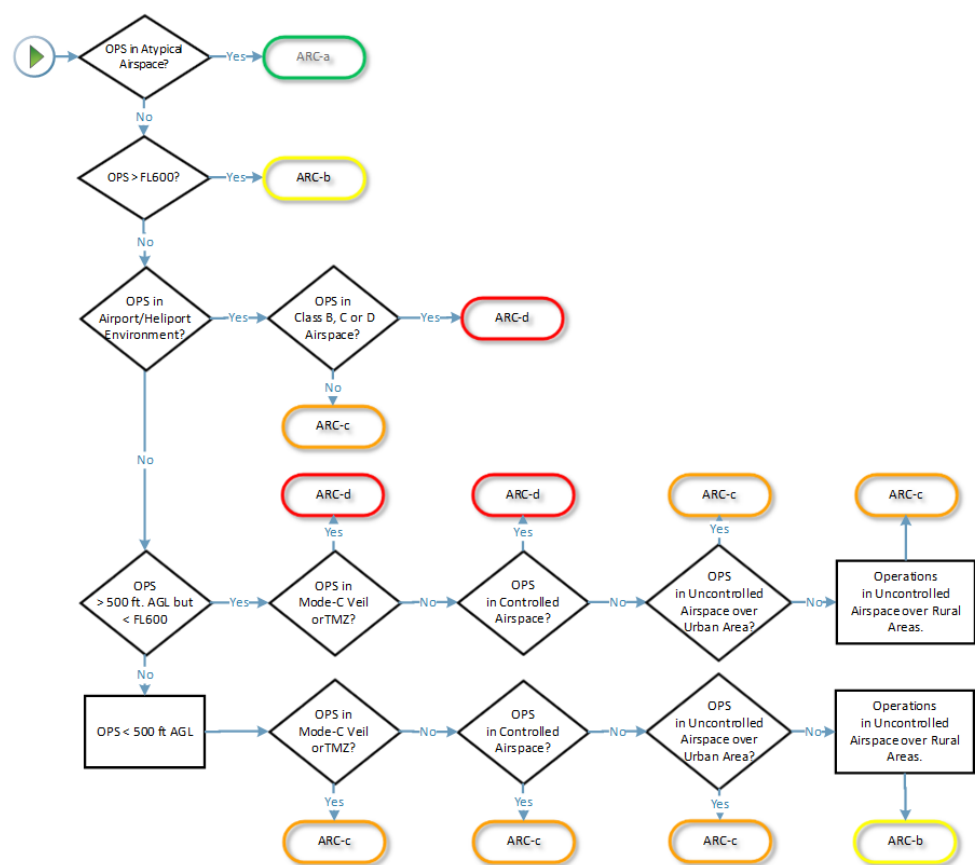 OPS in Atypical
Airspace?
Yes
ARC-a
No
OPS > FL600?
Yes
ARC-b
No
OPS in
Airport/Heliport
Environment?
Yes
OPS in
Class B, C or D
Airspace?
Yes
ARC-d
No
ARC-c
No
ARC-d
ARC-d
ARC-c
ARC-c
Yes
Yes
Yes
OPS
> 500 ft. AGL but
< FL600
Yes
OPS in
Mode-C Veil
orTMZ?
No
OPS
in Controlled
Airspace?
No
OPS
in Uncontrolled
Airspace over
Urban Area?
No
Operations
in Uncontrolled
Airspace over Rural
Areas.
No
OPS < 500 ft AGL
OPS in
Mode-C Veil
orTMZ?
No
OPS
in Controlled
Airspace?
No
OPS
in Uncontrolled
Airspace over
Urban Area?
No
Operations
in Uncontrolled
Airspace over Rural
Areas.
Yes
Yes
Yes
ARC-c
ARC-c
ARC-c
ARC-b